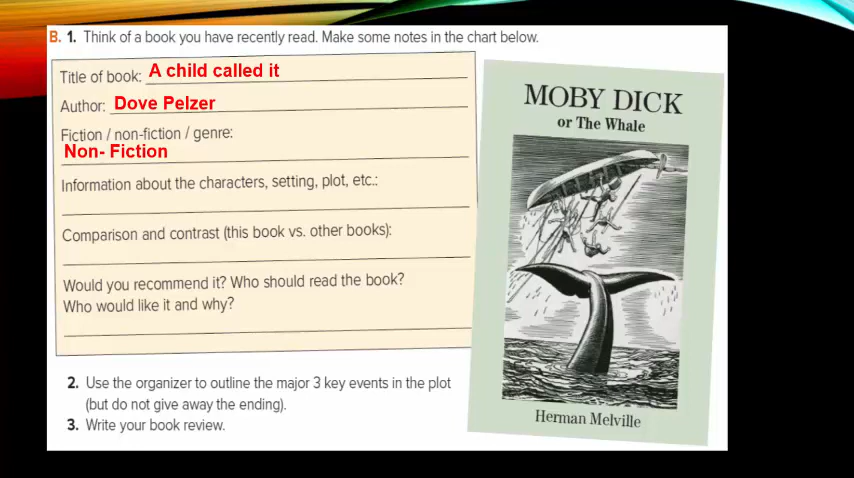 B. 1. Think of a book you have recently read. Make some notes in the chart below.
Title of book: A child called it
Author: Dove Pelzer
Fiction / non-fiction / genre:
Non- Fiction
Information about the characters, setting, plot, etc.:
Comparison and contrast (this book vs. other books):
Would you recommend it? Who should read the book?
Who would like it and why?
2. Use the organizer to outline the major 3 key events in the plot
(but do not give away the ending).
3. Write your book review.
MOBY DICK
or The Whale
Herman Melville